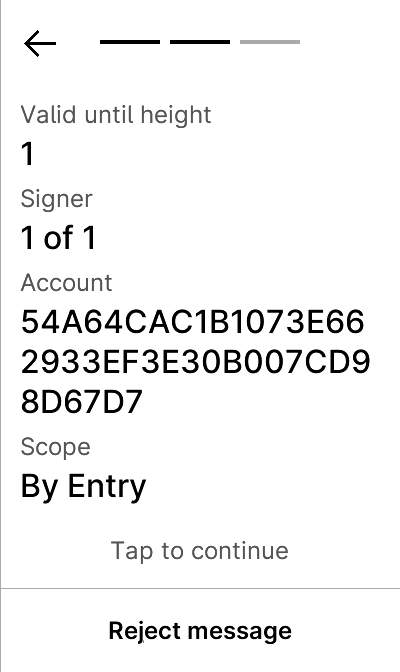 Valid until height
1
Signer
1 of 1
Account
54A64CAC1B1073E66
2933EF3E30B007CD9
8D67D7
Scope
By Entry
Tap to continue
Reject message